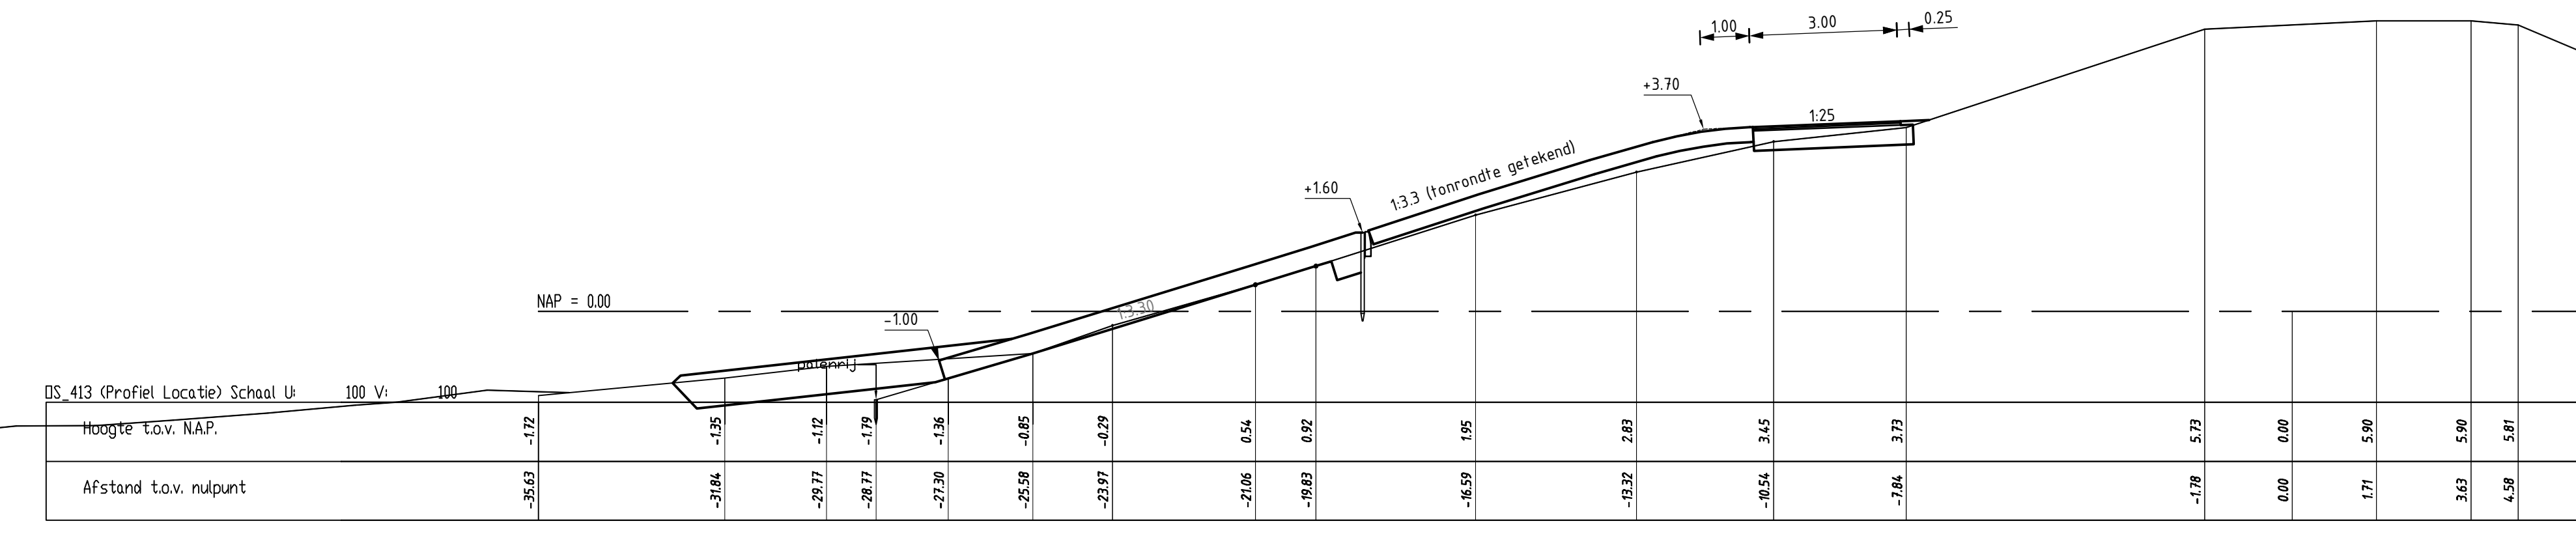 1.00
3.00
0.25
+3.70
1:25
1:3.3 (tonrondte getekend)
+1.60
NAP = 0.00
1:3.30
-1.00
palenrij
S_413 (Profiel Locatie) Schaal U: 100 V: 100
Hoogte t.o.v. N.A.P. -1.72 -1.35 -1.12 -1.79 -1.36 -0.85 -0.29 0.54 0.92 1.95 2.83 3.45 3.73 5.73 0.00 5.90 5.90 5.81
Afstand t.o.v. nulpunt -35.63 -31.84 -29.77 -28.77 -27.30 -25.58 -23.97 -21.06 -19.83 -16.59 -13.32 -10.54 -7.84 -1.78 0.00 1.71 3.63 4.58